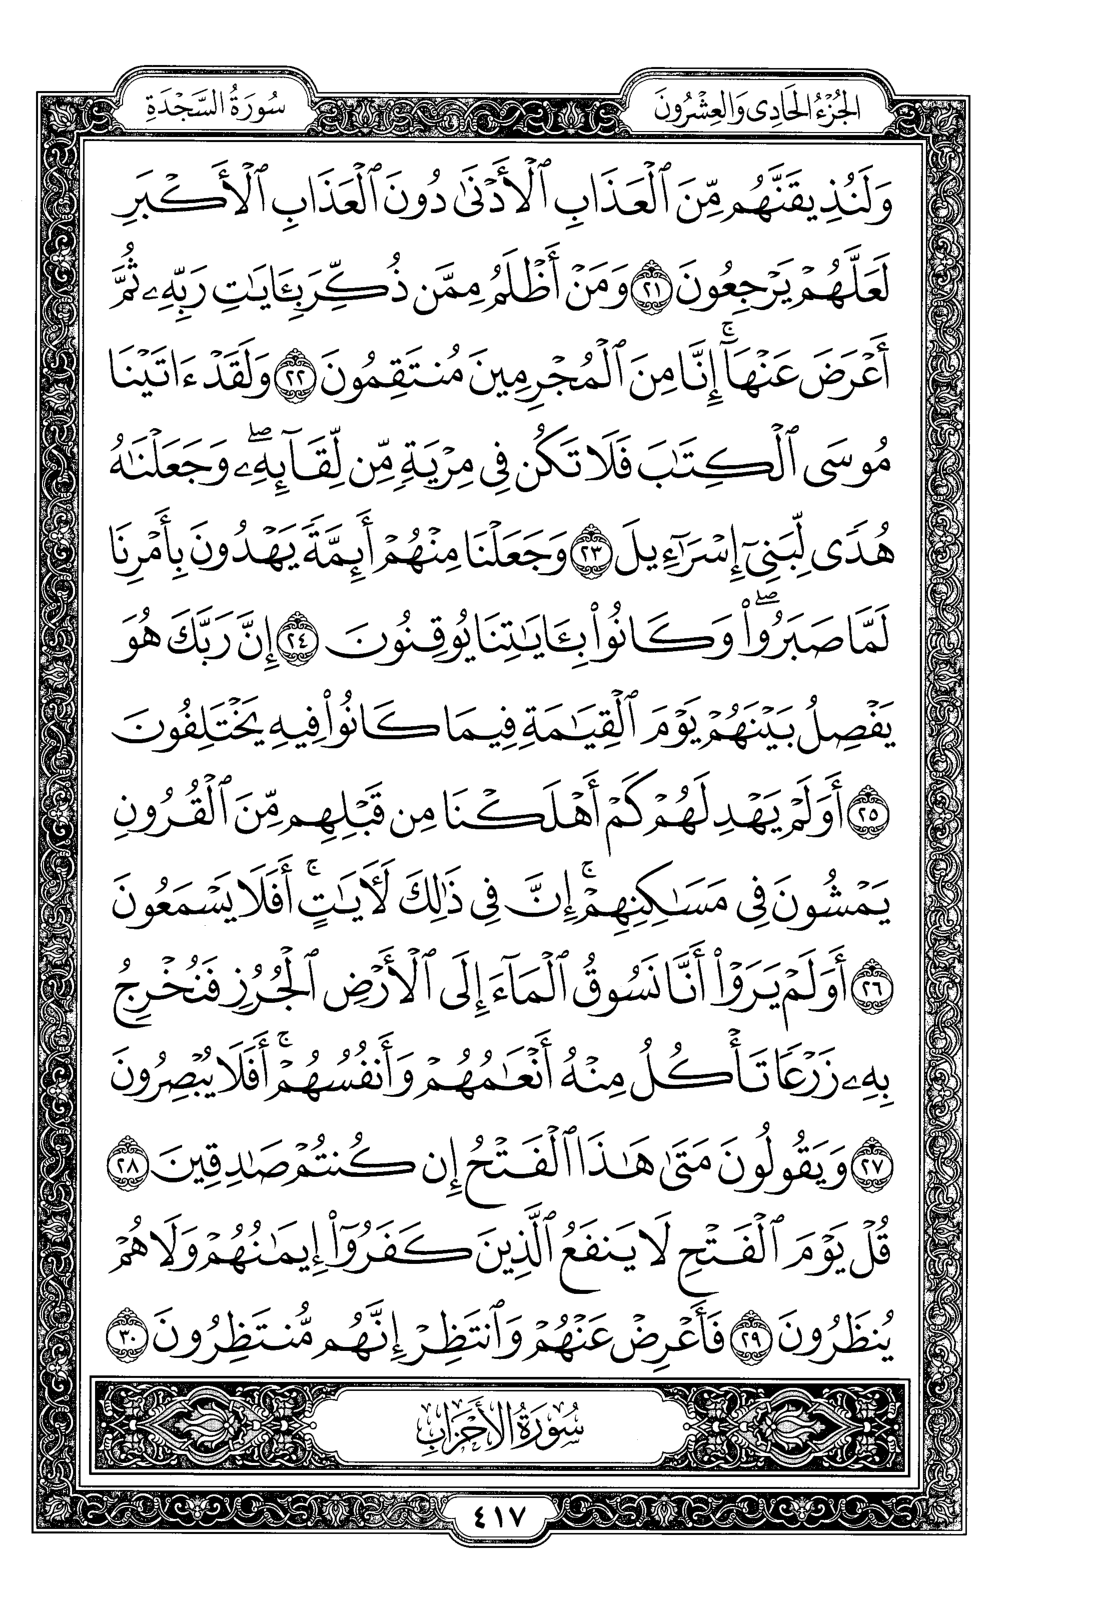 الجُزْءُ الحَادِي وَالعِشْرُونَ
سُورَةُ السَّجْدَةِ
وَلَنُذِيقَنَّهُم مِّنَ ٱلْعَذَابِ ٱلْأَدْنَىٰ دُونَ ٱلْعَذَابِ ٱلْأَكْبَرِ
لَعَلَّهُمْ يَرْجِعُونَ ٢١ وَمَنْ أَظْلَمُ مِمَّن ذُكِّرَ بِـَٔايَٰتِ رَبِّهِۦ ثُمَّ
أَعْرَضَ عَنْهَآ ۚ إِنَّا مِنَ ٱلْمُجْرِمِينَ مُنتَقِمُونَ ٢٢ وَلَقَدْ ءَاتَيْنَا
مُوسَى ٱلْكِتَٰبَ فَلَا تَكُن فِى مِرْيَةٍ مِّن لِّقَآئِهِۦ ۖ وَجَعَلْنَٰهُ
هُدًى لِّبَنِىٓ إِسْرَٰٓءِيلَ ٢٣ وَجَعَلْنَا مِنْهُمْ أَئِمَّةً يَهْدُونَ بِأَمْرِنَا
لَمَّا صَبَرُوا۟ ۖ وَكَانُوا۟ بِـَٔايَٰتِنَا يُوقِنُونَ ٢٤ إِنَّ رَبَّكَ هُوَ
يَفْصِلُ بَيْنَهُمْ يَوْمَ ٱلْقِيَٰمَةِ فِيمَا كَانُوا۟ فِيهِ يَخْتَلِفُونَ
٢٥ أَوَلَمْ يَهْدِ لَهُمْ كَمْ أَهْلَكْنَا مِن قَبْلِهِم مِّنَ ٱلْقُرُونِ
يَمْشُونَ فِى مَسَٰكِنِهِمْ ۚ إِنَّ فِى ذَٰلِكَ لَـَٔايَٰتٍ ۖ أَفَلَا يَسْمَعُونَ
٢٦ أَوَلَمْ يَرَوْا۟ أَنَّا نَسُوقُ ٱلْمَآءَ إِلَى ٱلْأَرْضِ ٱلْجُرُزِ فَنُخْرِجُ
بِهِۦ زَرْعًا تَأْكُلُ مِنْهُ أَنْعَٰمُهُمْ وَأَنفُسُهُمْ ۚ أَفَلَا يُبْصِرُونَ
٢٧ وَيَقُولُونَ مَتَىٰ هَٰذَا ٱلْفَتْحُ إِن كُنتُمْ صَٰدِقِينَ ٢٨
قُلْ يَوْمَ ٱلْفَتْحِ لَا يَنفَعُ ٱلَّذِينَ كَفَرُوٓا۟ إِيمَٰنُهُمْ وَلَا هُمْ
يُنظَرُونَ ٢٩ فَأَعْرِضْ عَنْهُمْ وَٱنتَظِرْ إِنَّهُم مُّنتَظِرُونَ ٣٠
سُورَةُ الأَحْزَابِ
٤١٧